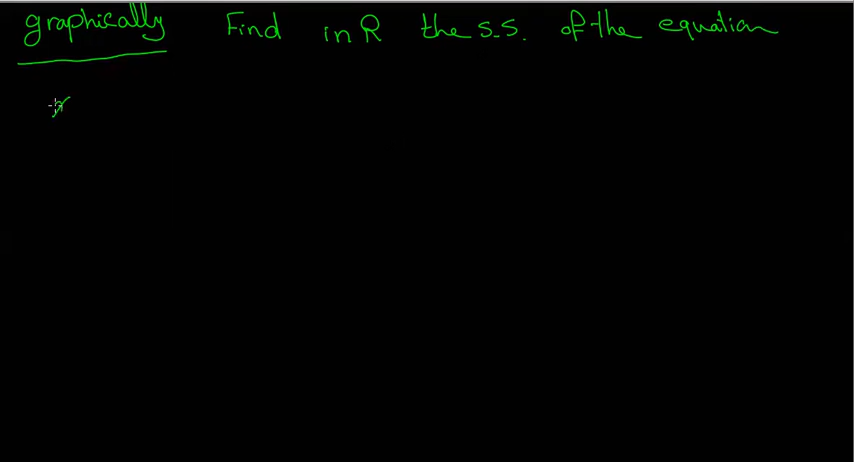 graphically Find in R the s.s. of the equation